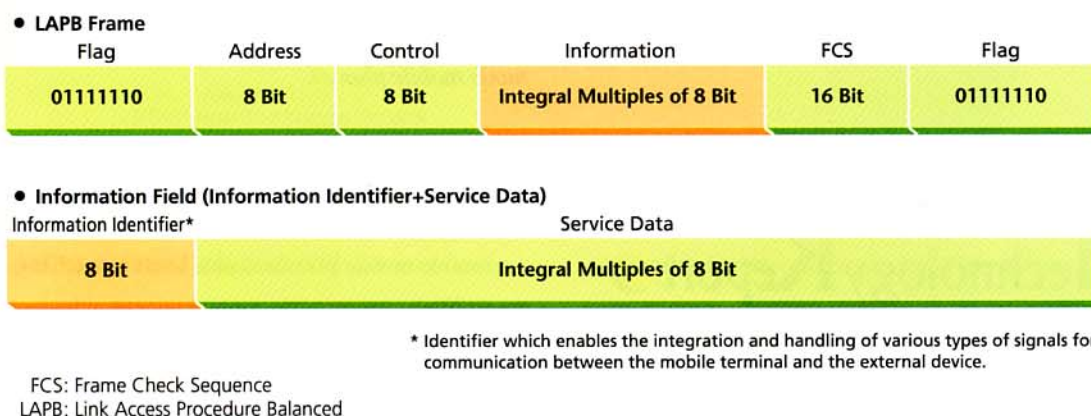 • LAPB Frame
Flag Address Control Information FCS Flag
01111110 8 Bit 8 Bit Integral Multiples of 8 Bit 16 Bit 01111110
• Information Field (Information Identifier+Service Data)
Information Identifier* Service Data
8 Bit Integral Multiples of 8 Bit
* Identifier which enables the integration and handling of various types of signals for
communication between the mobile terminal and the external device.
FCS: Frame Check Sequence
LAPB: Link Access Procedure Balanced